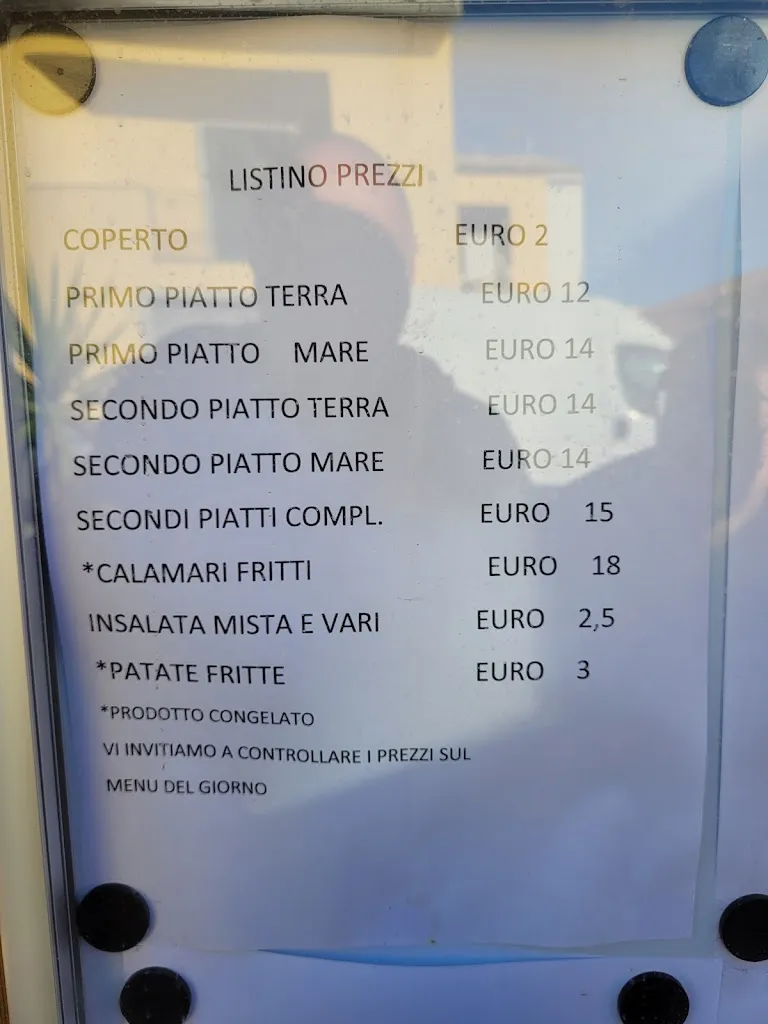 LISTINO PREZZI
COPERTO EURO 2
PRIMO PIATTO TERRA EURO 12
PRIMO PIATTO MARE EURO 14
SECONDO PIATTO TERRA EURO 14
SECONDO PIATTO MARE EURO 14
SECONDI PIATTI COMPL. EURO 15
*CALAMARI FRITTI EURO 18
INSALATA MISTA E VARI EURO 2,5
*PATATE FRITTE EURO 3
*PRODOTTO CONGELATO
VI INVITIAMO A CONTROLLARE I PREZZI SUL
MENU DEL GIORNO